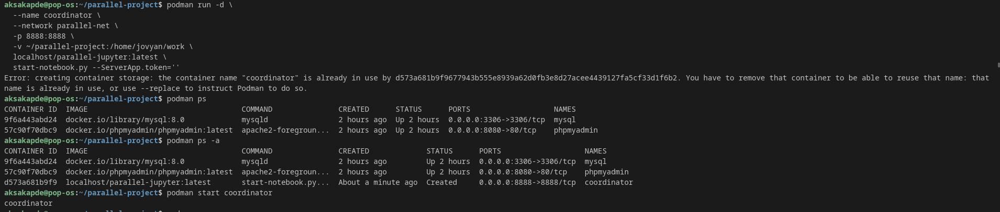 aksakapde@pop-os:~/parallel-project$ podman run -d \
  --name coordinator \
  --network parallel-net \
  -p 8888:8888 \
  -v ~/parallel-project:/home/jovyan/work \
  localhost/parallel-jupyter:latest \
  start-notebook.py --ServerApp.token=''
Error: creating container storage: the container name "coordinator" is already in use by d573a681b9f9677943b555e8939a62d0fb3e8d27acee4439127fa5cf33d1f6b2. You have to remove that container to be able to reuse that name: that
name is already in use, or use --replace to instruct Podman to do so.
aksakapde@pop-os:~/parallel-project$ podman ps
CONTAINER ID  IMAGE                                   COMMAND               CREATED      STATUS      PORTS                   NAMES
9f6a443abd24  docker.io/library/mysql:8.0             mysqld                2 hours ago  Up 2 hours  0.0.0.0:3306->3306/tcp  mysql
57c90f70dbc9  docker.io/phpmyadmin/phpmyadmin:latest  apache2-foregroun...  2 hours ago  Up 2 hours  0.0.0.0:8080->80/tcp    phpmyadmin
aksakapde@pop-os:~/parallel-project$ podman ps -a
CONTAINER ID  IMAGE                                   COMMAND               CREATED             STATUS      PORTS                   NAMES
9f6a443abd24  docker.io/library/mysql:8.0             mysqld                2 hours ago         Up 2 hours  0.0.0.0:3306->3306/tcp  mysql
57c90f70dbc9  docker.io/phpmyadmin/phpmyadmin:latest  apache2-foregroun...  2 hours ago         Up 2 hours  0.0.0.0:8080->80/tcp    phpmyadmin
d573a681b9f9  localhost/parallel-jupyter:latest       start-notebook.py...  About a minute ago  Created     0.0.0.0:8888->8888/tcp  coordinator
aksakapde@pop-os:~/parallel-project$ podman start coordinator
coordinator